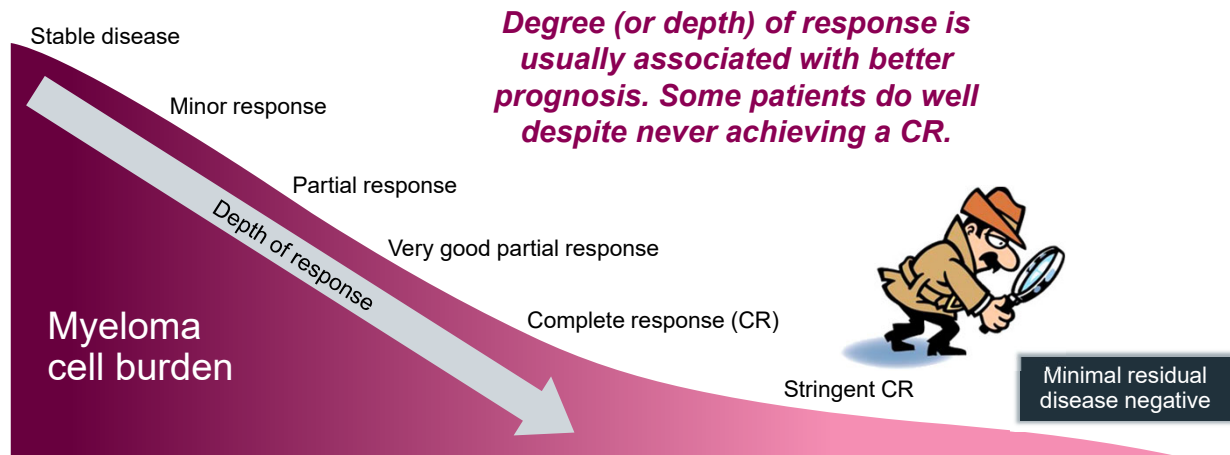 Stable disease
Degree (or depth) of response is
usually associated with better
prognosis. Some patients do well
despite never achieving a CR.
Minor response
Partial response
Depth of response
Very good partial response
Complete response (CR)
Myeloma
cell burden
Stringent CR
Minimal residual
disease negative